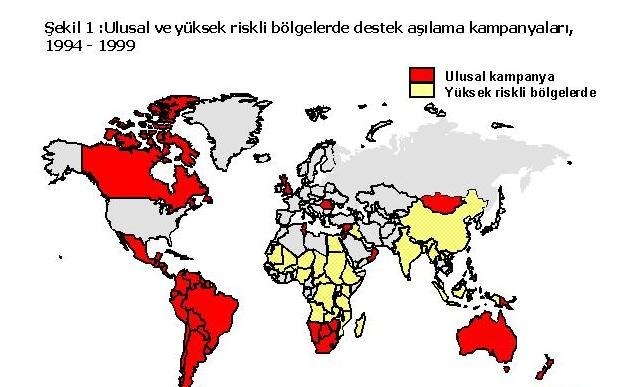 Şekil 1 :Ulusal ve yüksek riskli bölgelerde destek aşılama kampanyaları,
1994 - 1999
Ulusal kampanya
Yüksek riskli bölgelerde